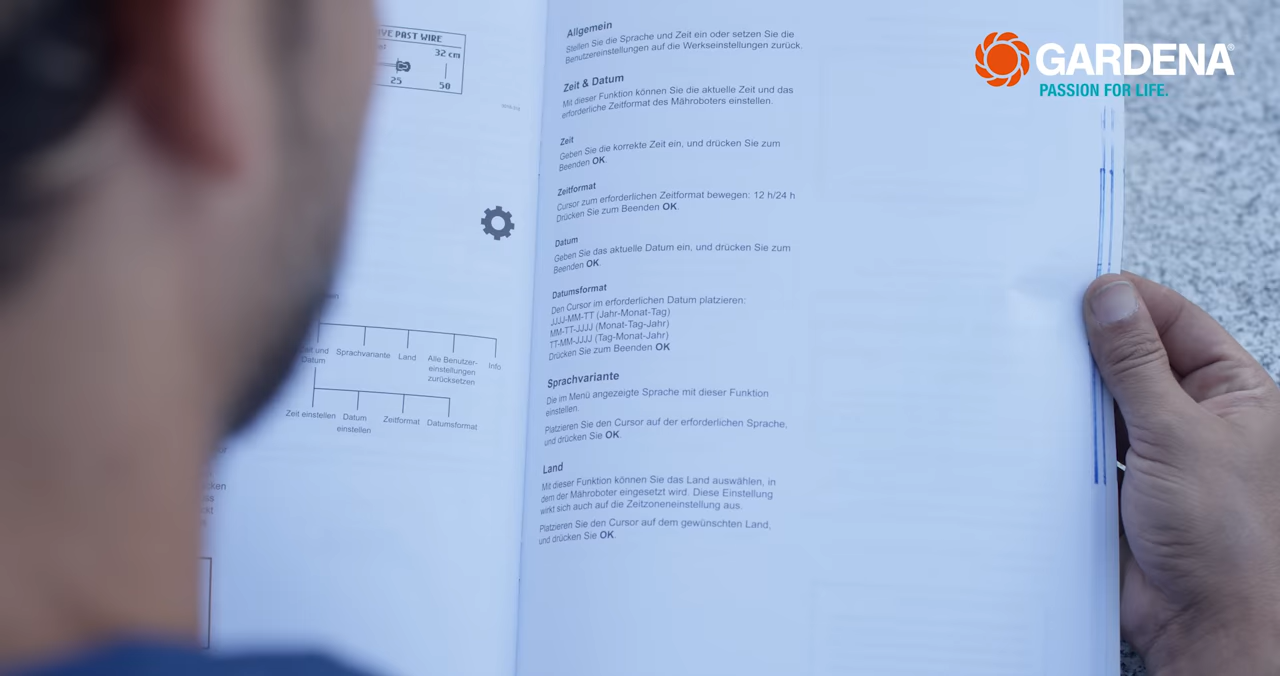 VE PAST WIRE
32 cm
25
50
en
Zeit und
Datum
Sprachvariante
Land
Alle Benutzer-
einstellungen
zurücksetzen
Info
Zeit einstellen
Datum
einstellen
Zeitformat
Datumsformat
Allgemein
Stellen Sie die Sprache und Zeit ein oder setzen Sie die
Benutzereinstellungen auf die Werkseinstellungen zurück.
Zeit & Datum
Mit dieser Funktion können Sie die aktuelle Zeit und das
erforderliche Zeitformat des Mähroboters einstellen.
Zeit
Geben Sie die korrekte Zeit ein, und drücken Sie zum
Beenden OK.
Zeitformat
Cursor zum erforderlichen Zeitformat bewegen: 12 h/24 h
Drücken Sie zum Beenden OK.
Datum
Geben Sie das aktuelle Datum ein, und drücken Sie zum
Beenden OK.
Datumsformat
Den Cursor im erforderlichen Datum platzieren:
JJJJ-MM-TT (Jahr-Monat-Tag)
MM-TT-JJJJ (Monat-Tag-Jahr)
TT-MM-JJJJ (Tag-Monat-Jahr)
Drücken Sie zum Beenden OK
Sprachvariante
Die im Menü angezeigte Sprache mit dieser Funktion
einstellen.
Platzieren Sie den Cursor auf der erforderlichen Sprache,
und drücken Sie OK.
Land
Mit dieser Funktion können Sie das Land auswählen, in
dem der Mähroboter eingesetzt wird. Diese Einstellung
wirkt sich auch auf die Zeitzoneneinstellung aus.
Platzieren Sie den Cursor auf dem gewünschten Land,
und drücken Sie OK.
GARDENA®
PASSION FOR LIFE.